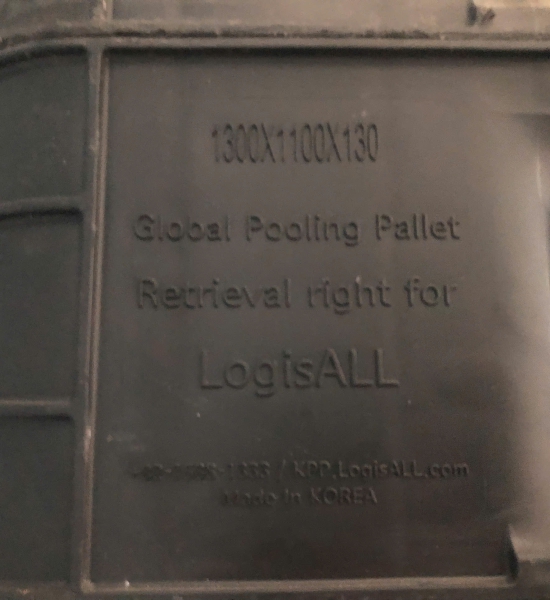 1300X1100X130
Global Pooling Pallet
Retrieval right for
LogisALL
/ KPP.LogisALL.com
Made In KOREA